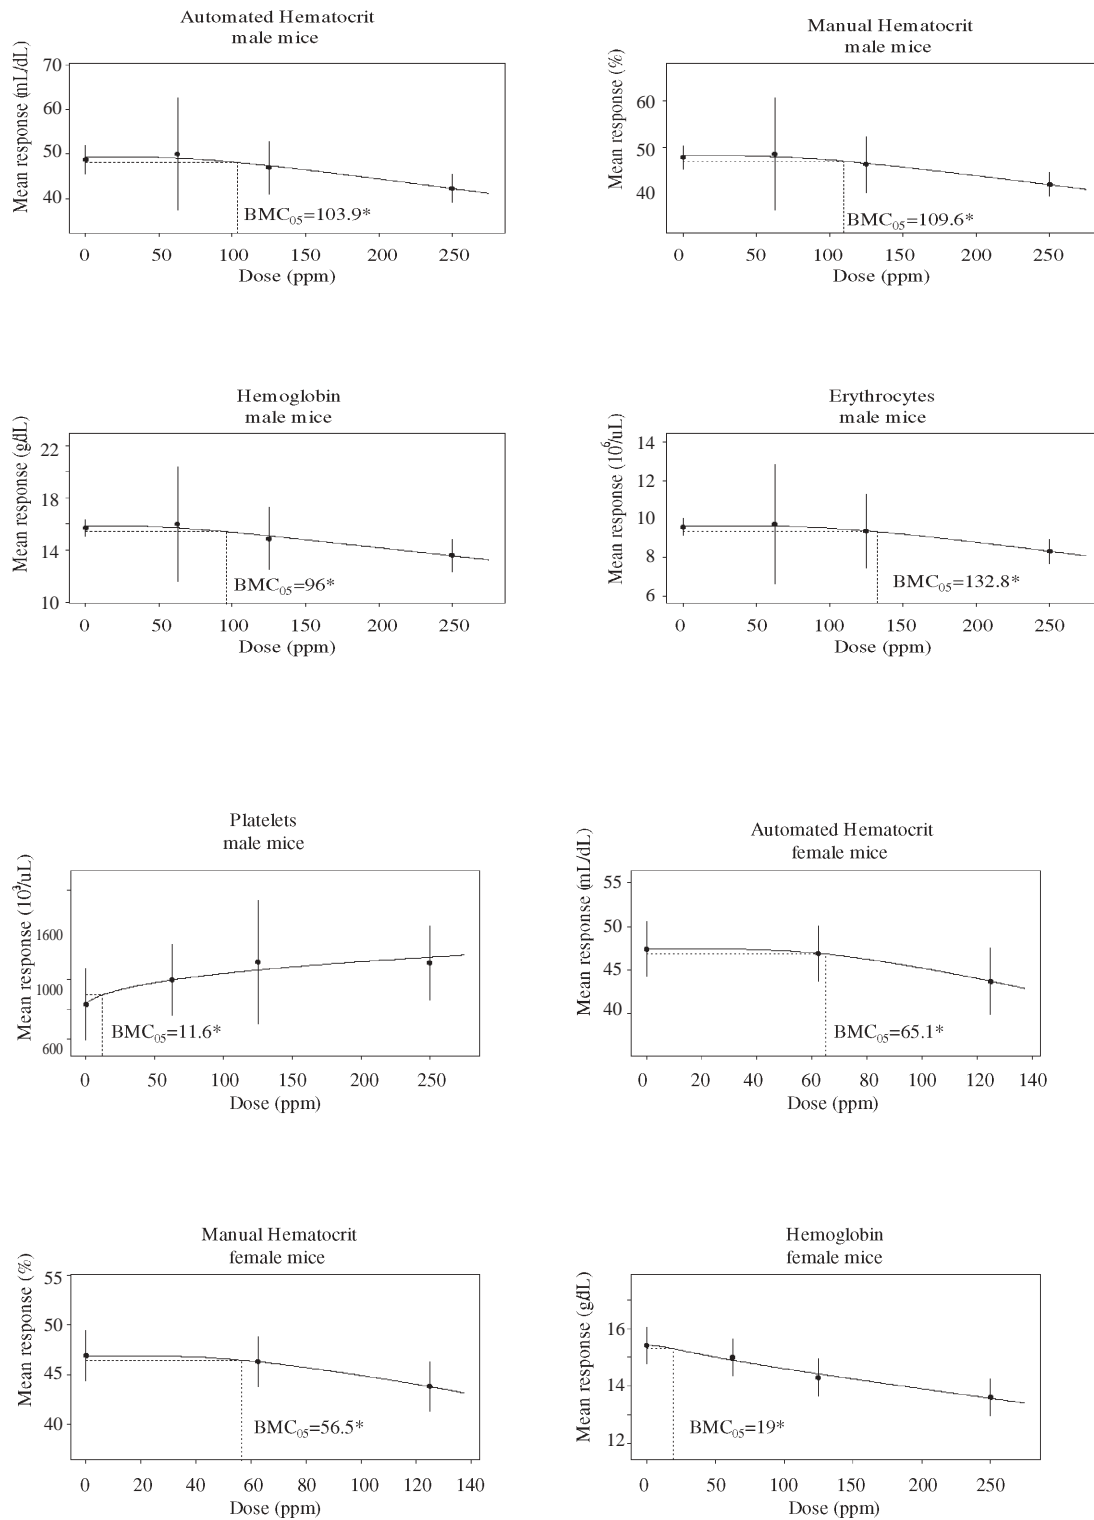 Automated Hematocrit
male mice
Mean response (mL/dL)
70
60
50
40
BMC05=103.9*
0 50 100 150 200 250
Dose (ppm)
Manual Hematocrit
male mice
Mean response (%)
60
50
40
BMC05=109.6*
0 50 100 150 200 250
Dose (ppm)
Hemoglobin
male mice
Mean response (g/dL)
22
18
14
10
BMC05=96*
0 50 100 150 200 250
Dose (ppm)
Erythrocytes
male mice
Mean response (10^6/uL)
14
12
10
8
6
BMC05=132.8*
0 50 100 150 200 250
Dose (ppm)
Platelets
male mice
Mean response (10^3/uL)
1600
1000
600
BMC05=11.6*
0 50 100 150 200 250
Dose (ppm)
Automated Hematocrit
female mice
Mean response (mL/dL)
55
50
45
40
BMC05=65.1*
0 20 40 60 80 100 120 140
Dose (ppm)
Manual Hematocrit
female mice
Mean response (%)
55
50
45
40
BMC05=56.5*
0 20 40 60 80 100 120 140
Dose (ppm)
Hemoglobin
female mice
Mean response (g/dL)
16
14
12
BMC05=19*
0 50 100 150 200 250
Dose (ppm)